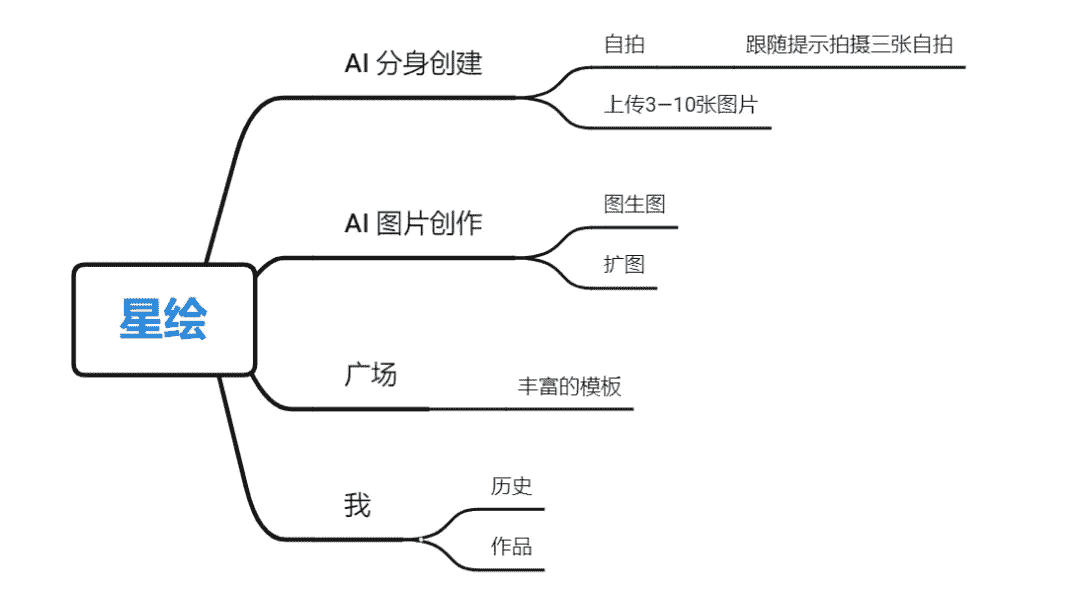 星绘
AI 分身创建
自拍
跟随提示拍摄三张自拍
上传3—10张图片
AI 图片创作
图生图
扩图
广场
丰富的模板
我
历史
作品